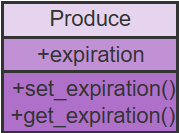 Produce
+expiration
+set_expiration()
+get_expiration()